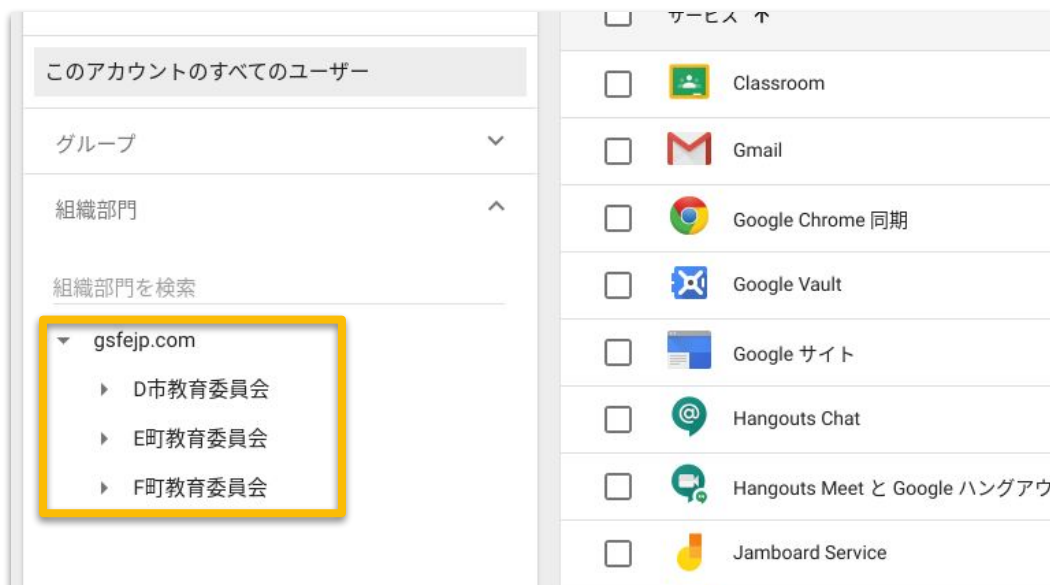 サービス ↑
このアカウントのすべてのユーザー
グループ
組織部門
組織部門を検索
gsfejp.com
D市教育委員会
E町教育委員会
F町教育委員会
Classroom
Gmail
Google Chrome 同期
Google Vault
Google サイト
Hangouts Chat
Hangouts Meet と Google ハングアウ
Jamboard Service